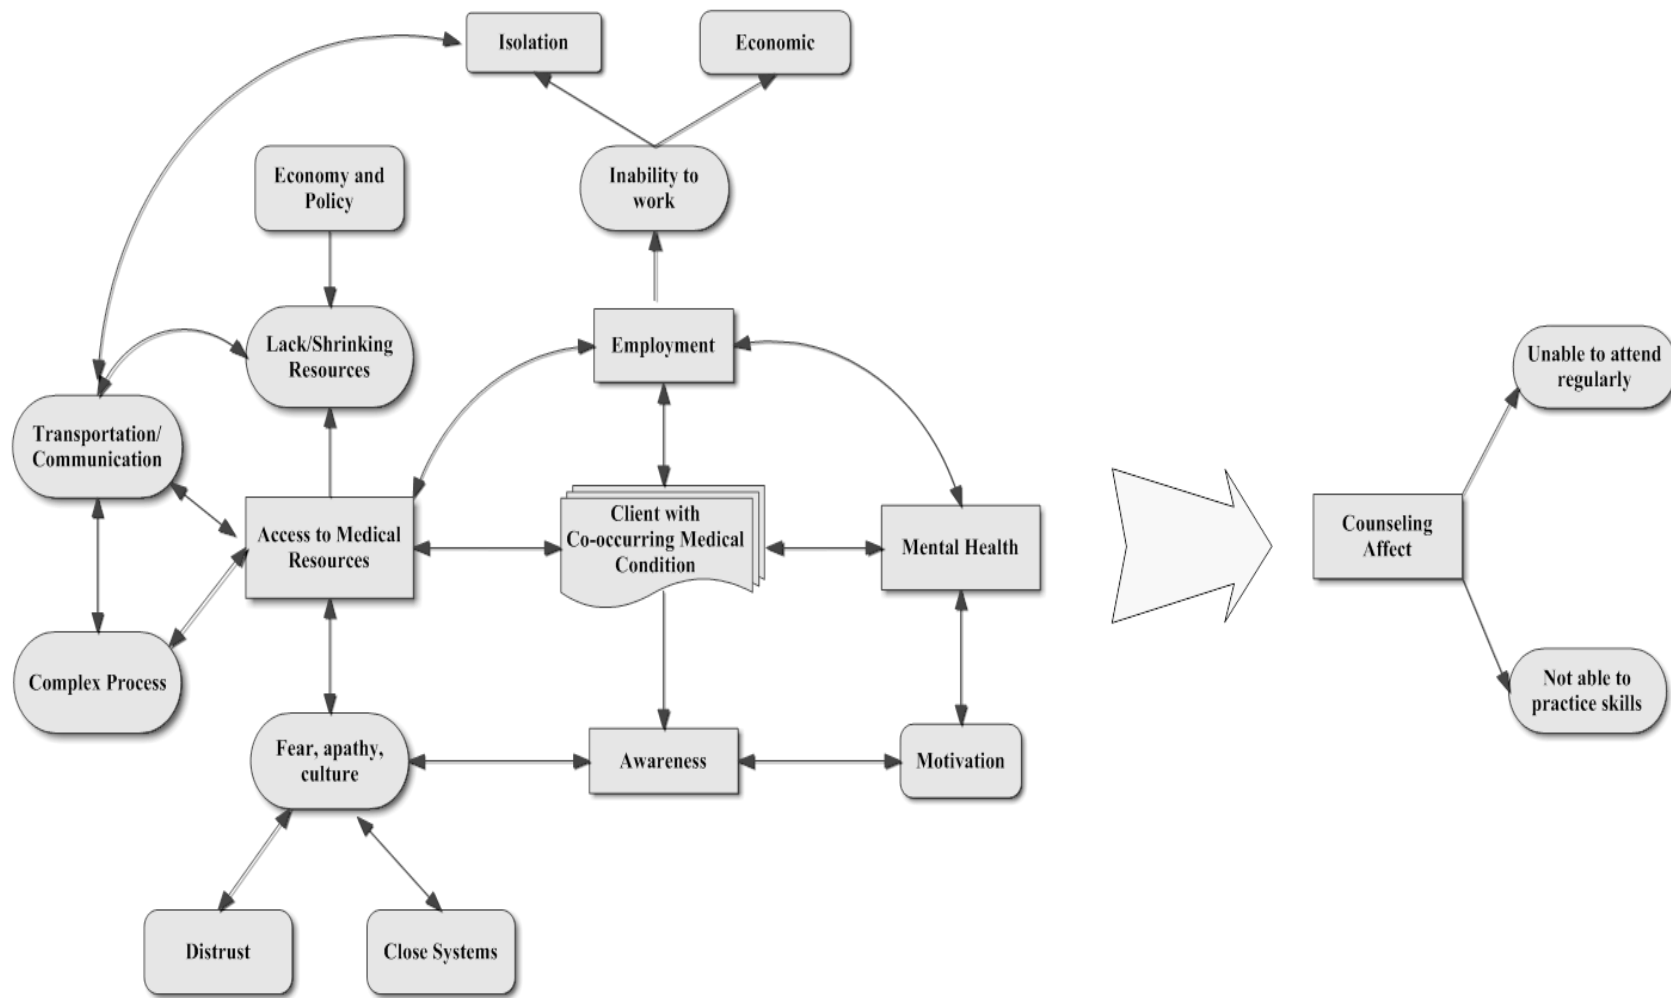 Isolation
Economic
Economy and
Policy
Inability to
work
Lack/Shrinking
Resources
Employment
Unable to attend
regularly
Transportation/
Communication
Access to Medical
Resources
Client with
Co-occurring Medical
Condition
Mental Health
Counseling
Affect
Complex Process
Not able to
practice skills
Fear, apathy,
culture
Awareness
Motivation
Distrust
Close Systems